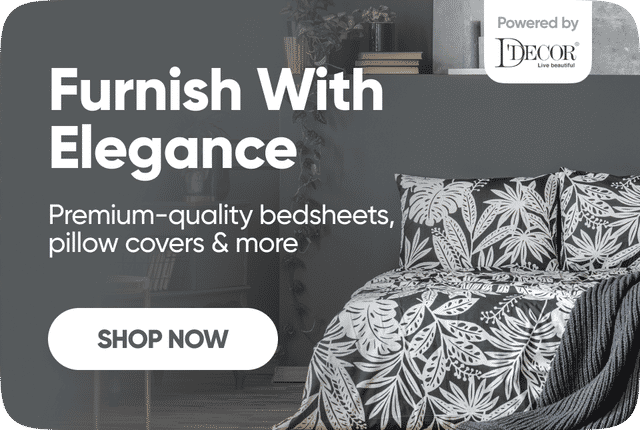 Powered by
D'DECOR®
Live beautiful
Furnish With
Elegance
Premium-quality bedsheets,
pillow covers & more
SHOP NOW